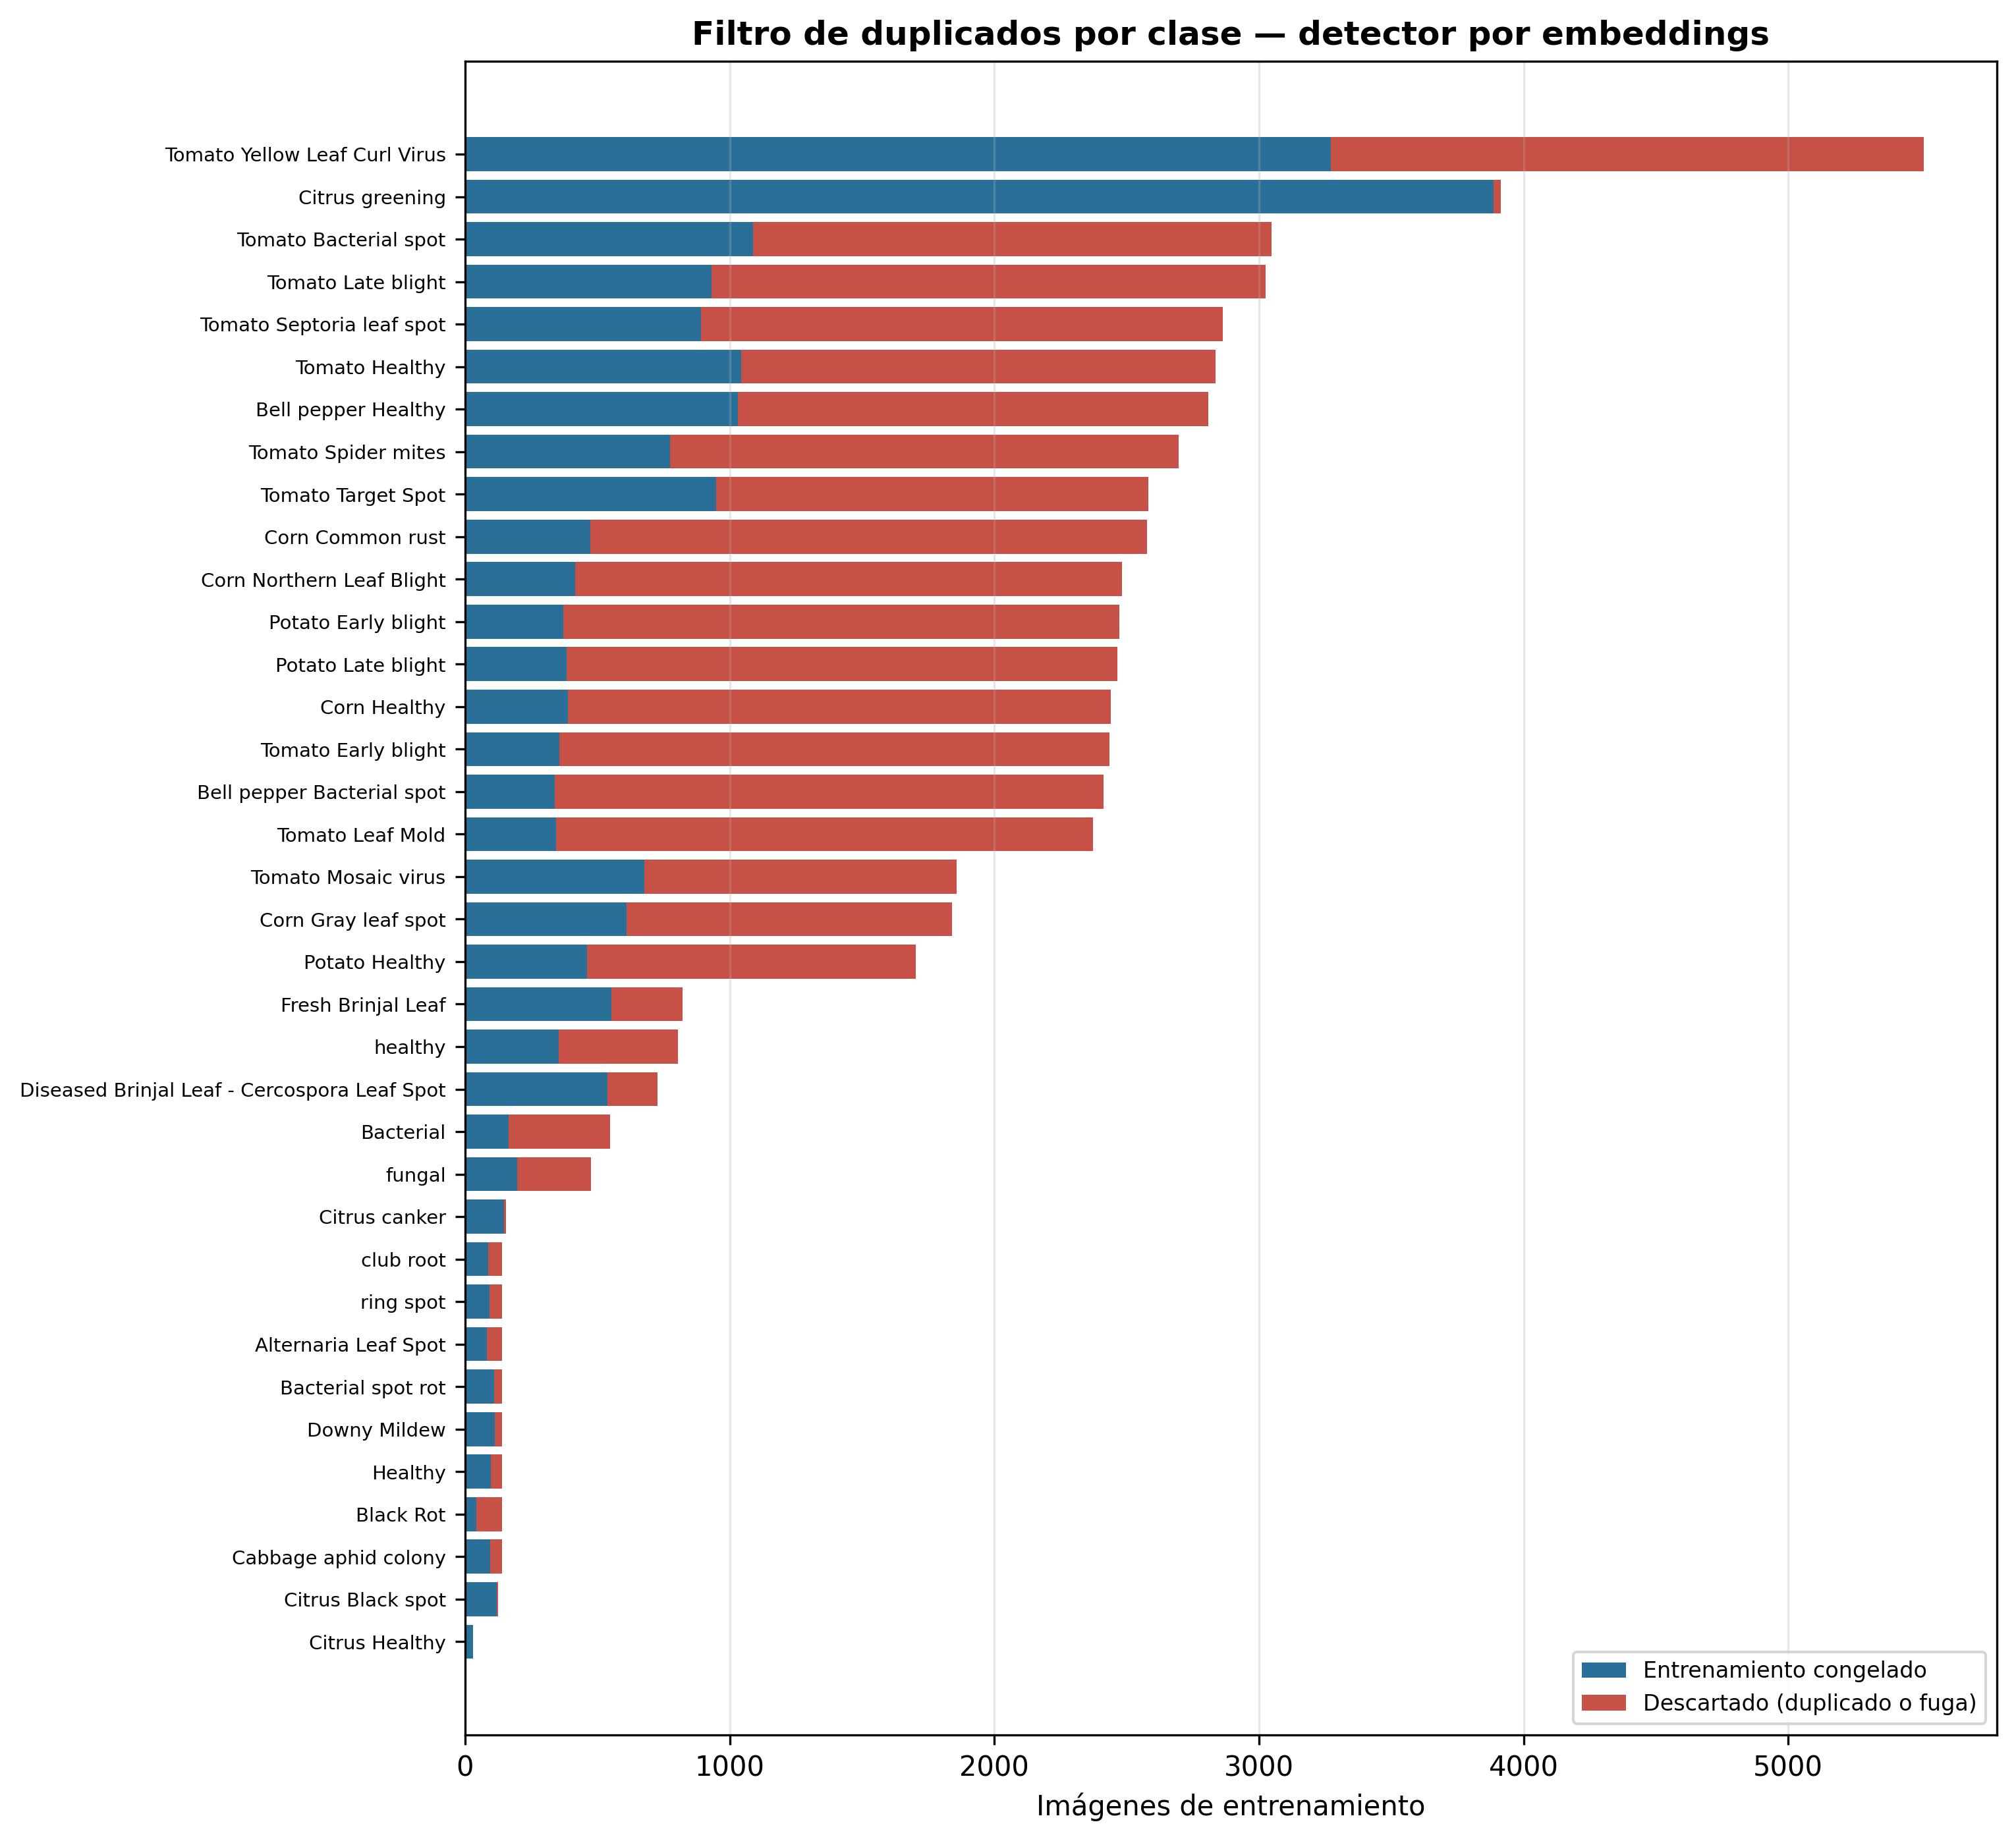 Filtro de duplicados por clase — detector por embeddings
Tomato Yellow Leaf Curl Virus
Citrus greening
Tomato Bacterial spot
Tomato Late blight
Tomato Septoria leaf spot
Tomato Healthy
Bell pepper Healthy
Tomato Spider mites
Tomato Target Spot
Corn Common rust
Corn Northern Leaf Blight
Potato Early blight
Potato Late blight
Corn Healthy
Tomato Early blight
Bell pepper Bacterial spot
Tomato Leaf Mold
Tomato Mosaic virus
Corn Gray leaf spot
Potato Healthy
Fresh Brinjal Leaf
healthy
Diseased Brinjal Leaf - Cercospora Leaf Spot
Bacterial
fungal
Citrus canker
club root
ring spot
Alternaria Leaf Spot
Bacterial spot rot
Downy Mildew
Healthy
Black Rot
Cabbage aphid colony
Citrus Black spot
Citrus Healthy
Entrenamiento congelado
Descartado (duplicado o fuga)
0 1000 2000 3000 4000 5000
Imágenes de entrenamiento